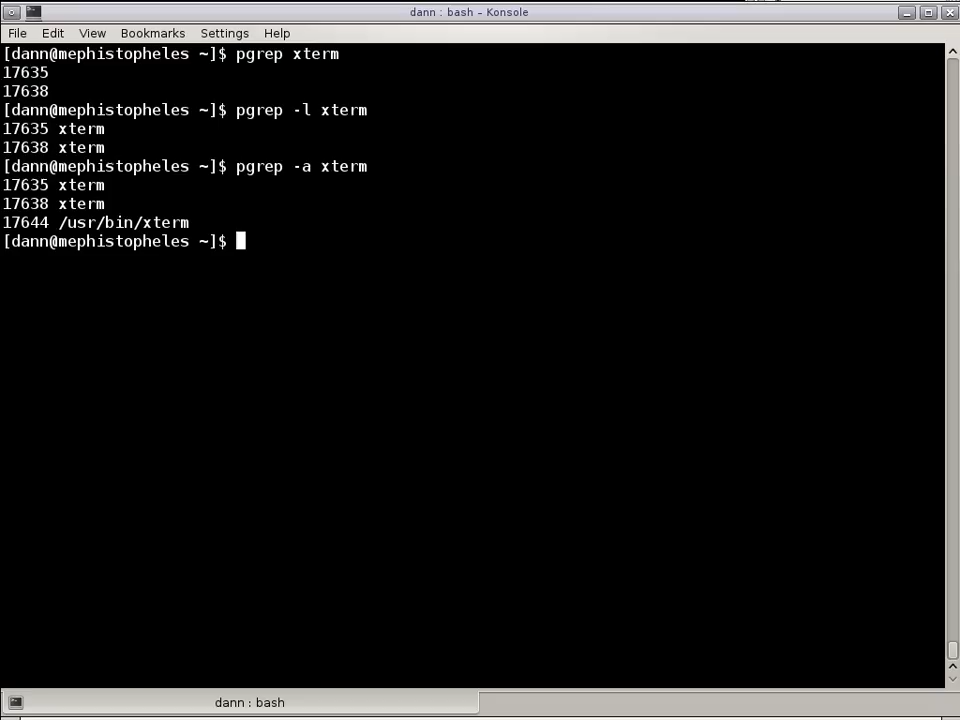 dann : bash – Konsole
File Edit View Bookmarks Settings Help
[dann@mephistopheles ~]$ pgrep xterm
17635
17638
[dann@mephistopheles ~]$ pgrep -l xterm
17635 xterm
17638 xterm
[dann@mephistopheles ~]$ pgrep -a xterm
17635 xterm
17638 xterm
17644 /usr/bin/xterm
[dann@mephistopheles ~]$
dann : bash